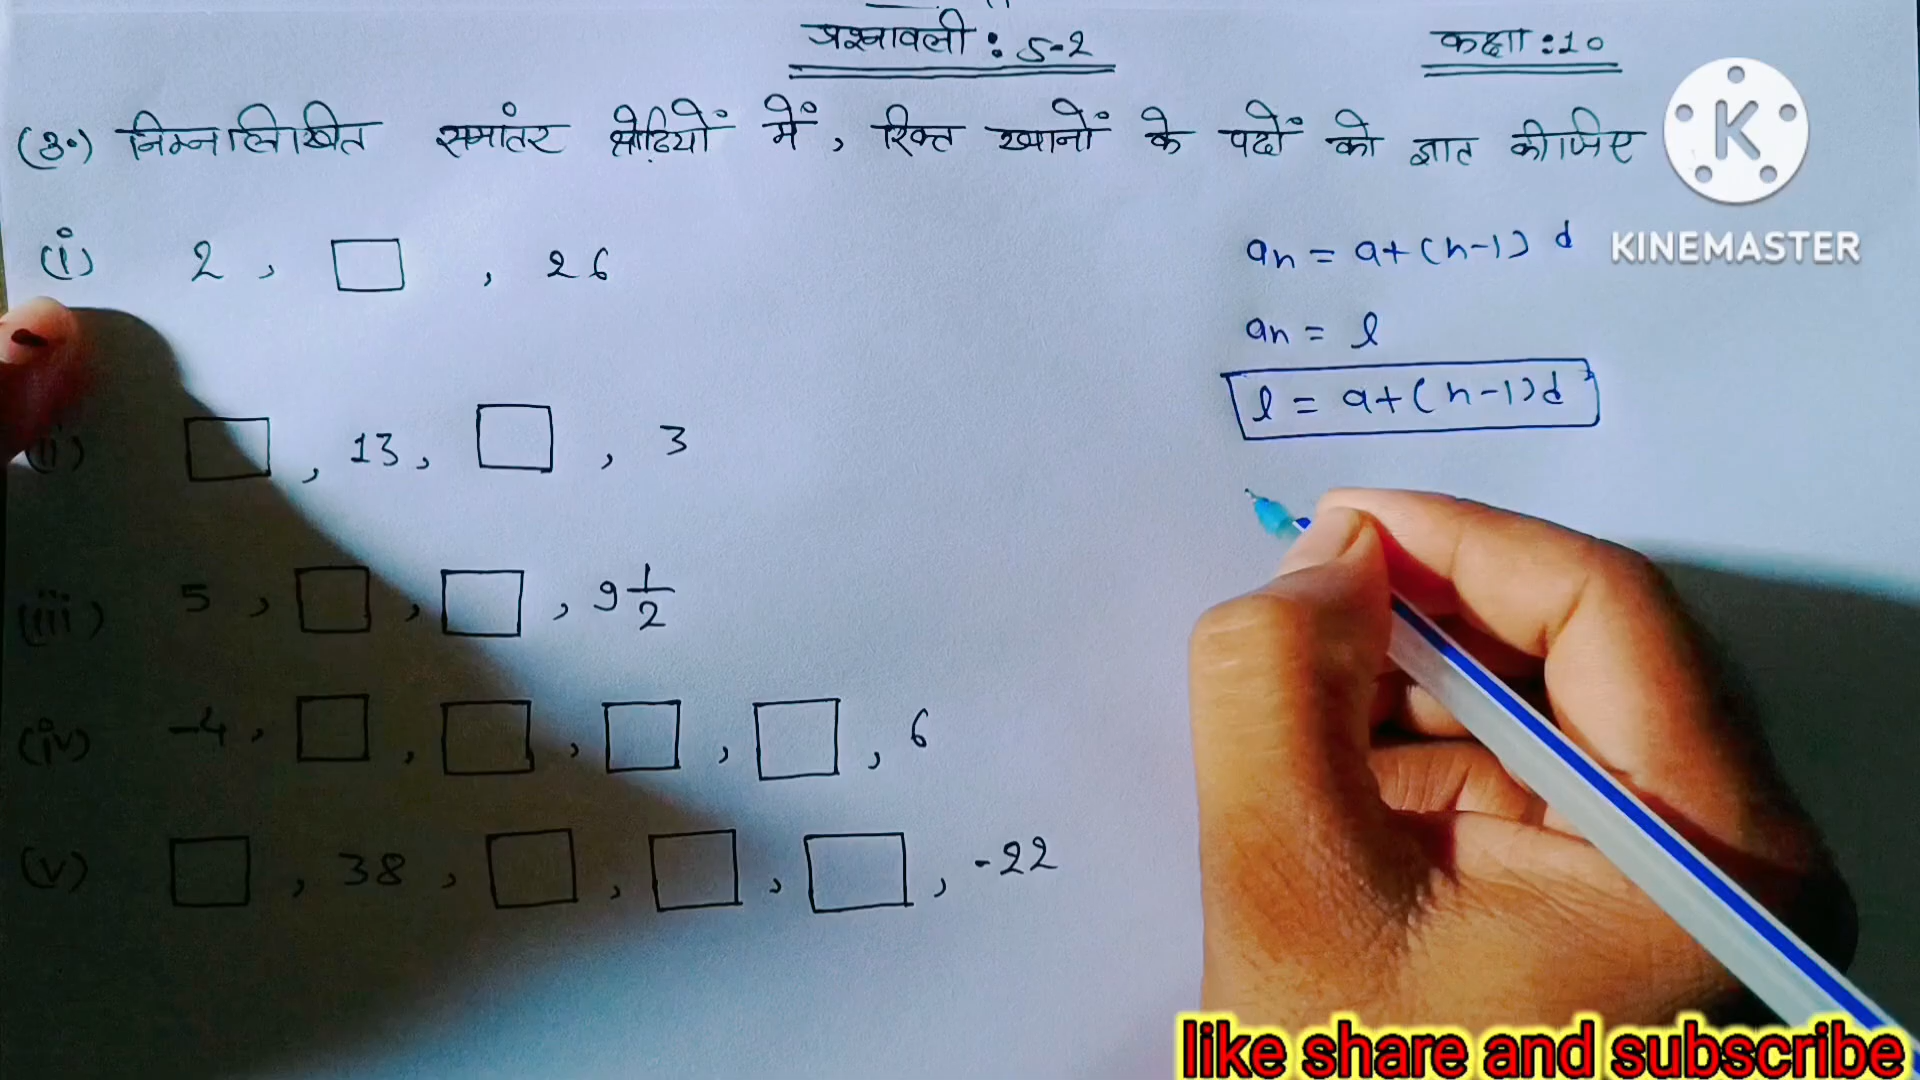 प्रश्नावली : 5-2
कक्षा : 10
(3.) निम्नलिखित समांतर श्रेढ़ियों में, रिक्त खानों के पदों को ज्ञात कीजिए
K
KINEMASTER
(i) 2, □, 26
an = a+(n-1) d
an = l
l = a+(n-1)d
(ii) □, 13, □, 3
(iii) 5, □, □, 9 1/2
(iv) -4, □, □, □, □, 6
(v) □, 38, □, □, □, -22
like share and subscribe